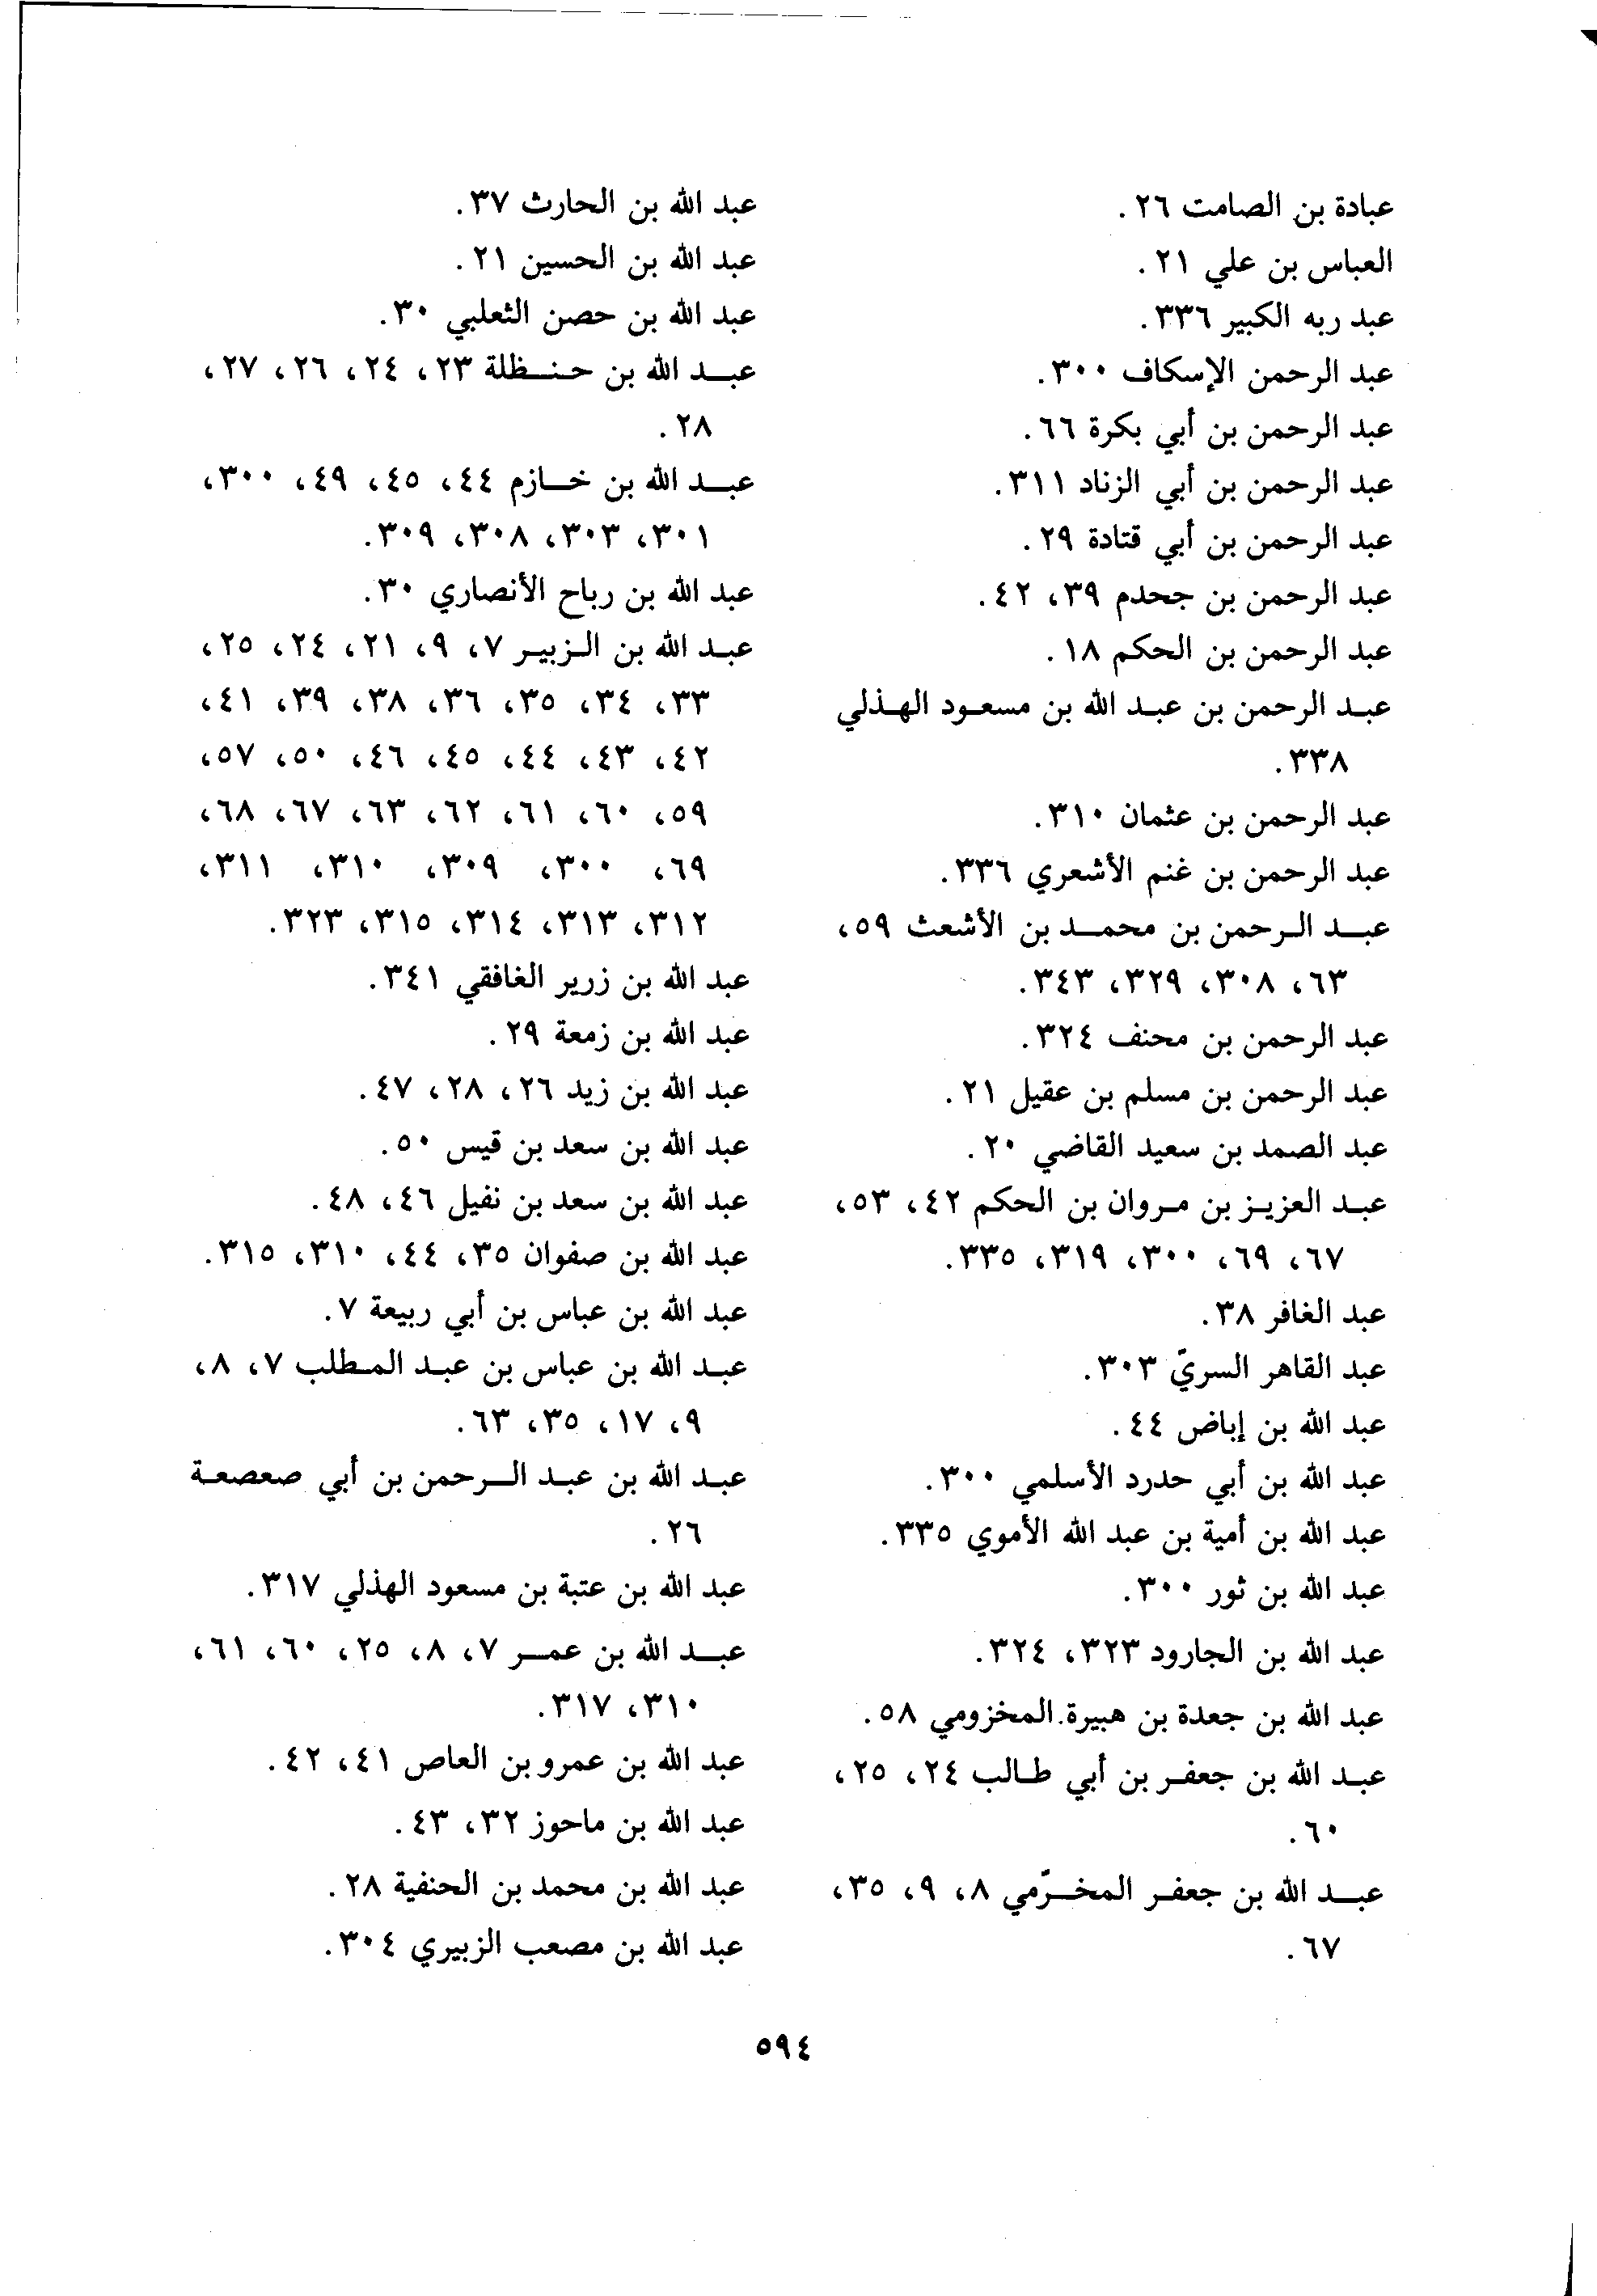 عبادة بن الصامت ٢٦.
العباس بن علي ٢١.
عبد ربه الكبير ٣٣٦.
عبد الرحمن الإسكاف ٣٠٠.
عبد الرحمن بن أبي بكرة ٦٦.
عبد الرحمن بن أبي الزناد ٣١١.
عبد الرحمن بن أبي قتادة ٢٩.
عبد الرحمن بن جحدم ٣٩، ٤٢.
عبد الرحمن بن الحكم ١٨.
عبد الرحمن بن عبد الله بن مسعود الهذلي
٣٣٨.
عبد الرحمن بن عثمان ٣١٠.
عبد الرحمن بن غنم الأشعري ٣٣٦.
عبد الرحمن بن محمد بن الأشعث ٥٩،
٦٣، ٣٠٨، ٣٢٩، ٣٤٣.
عبد الرحمن بن محنف ٣٢٤.
عبد الرحمن بن مسلم بن عقيل ٢١.
عبد الصمد بن سعيد القاضي ٢٠.
عبد العزيز بن مروان بن الحكم ٤٢، ٥٣،
٦٧، ٦٩، ٣٠٠، ٣١٩، ٣٣٥.
عبد الغافر ٣٨.
عبد القاهر السريّ ٣٠٣.
عبد الله بن إباض ٤٤.
عبد الله بن أبي حدرد الأسلمي ٣٠٠.
عبد الله بن أمية بن عبد الله الأموي ٣٣٥.
عبد الله بن ثور ٣٠٠.
عبد الله بن الجارود ٣٢٣، ٣٢٤.
عبد الله بن جعدة بن هبيرة المخزومي ٥٨.
عبد الله بن جعفر بن أبي طالب ٢٤، ٢٥،
٦٠.
عبد الله بن جعفر المخرّمي ٨، ٩، ٣٥،
٦٧.
عبد الله بن الحارث ٣٧.
عبد الله بن الحسين ٢١.
عبد الله بن حصن الثعلبي ٣٠.
عبد الله بن حنظلة ٢٣، ٢٤، ٢٦، ٢٧،
٢٨.
عبد الله بن خازم ٤٤، ٤٥، ٤٩، ٣٠٠،
٣٠١، ٣٠٣، ٣٠٨، ٣٠٩.
عبد الله بن رباح الأنصاري ٣٠.
عبد الله بن الزبير ٧، ٩، ٢١، ٢٤، ٢٥،
٣٣، ٣٤، ٣٥، ٣٦، ٣٨، ٣٩، ٤١،
٤٢، ٤٣، ٤٤، ٤٥، ٤٦، ٥٠، ٥٧،
٥٩، ٦٠، ٦١، ٦٢، ٦٣، ٦٧، ٦٨،
٦٩، ٣٠٠، ٣٠٩، ٣١٠، ٣١١،
٣١٢، ٣١٣، ٣١٤، ٣١٥، ٣٢٣.
عبد الله بن زرير الغافقي ٣٤١.
عبد الله بن زمعة ٢٩.
عبد الله بن زيد ٢٦، ٢٨، ٤٧.
عبد الله بن سعد بن قيس ٥٠.
عبد الله بن سعد بن نفيل ٤٦، ٤٨.
عبد الله بن صفوان ٣٥، ٤٤، ٣١٠، ٣١٥.
عبد الله بن عباس بن أبي ربيعة ٧.
عبد الله بن عباس بن عبد المطلب ٧، ٨،
٩، ١٧، ٣٥، ٦٣.
عبد الله بن عبد الرحمن بن أبي صعصعة
٢٦.
عبد الله بن عتبة بن مسعود الهذلي ٣١٧.
عبد الله بن عمر ٧، ٨، ٢٥، ٦٠، ٦١،
٣١٠، ٣١٧.
عبد الله بن عمرو بن العاص ٤١، ٤٢.
عبد الله بن ماحوز ٣٢، ٤٣.
عبد الله بن محمد بن الحنفية ٢٨.
عبد الله بن مصعب الزبيري ٣٠٤.
٥٩٤